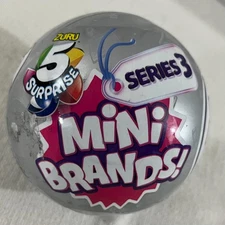 ZURU
5
SURPRISE
SERIES 3
MiNi
BRANDS!